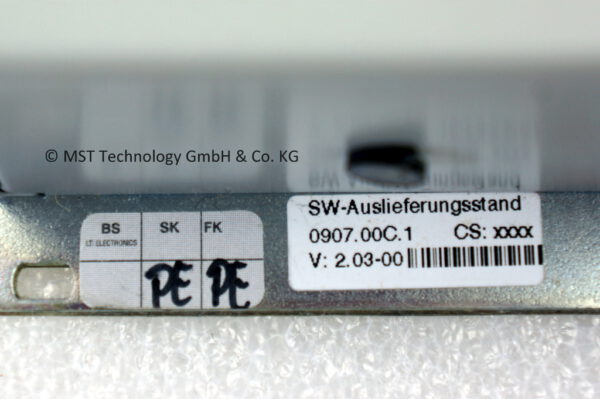 © MST Technology GmbH & Co. KG
SW-Auslieferungsstand
0907.00C.1 CS: xxxx
V: 2.03-00
BS SK FK
LTI ELECTRONICS
PE PE